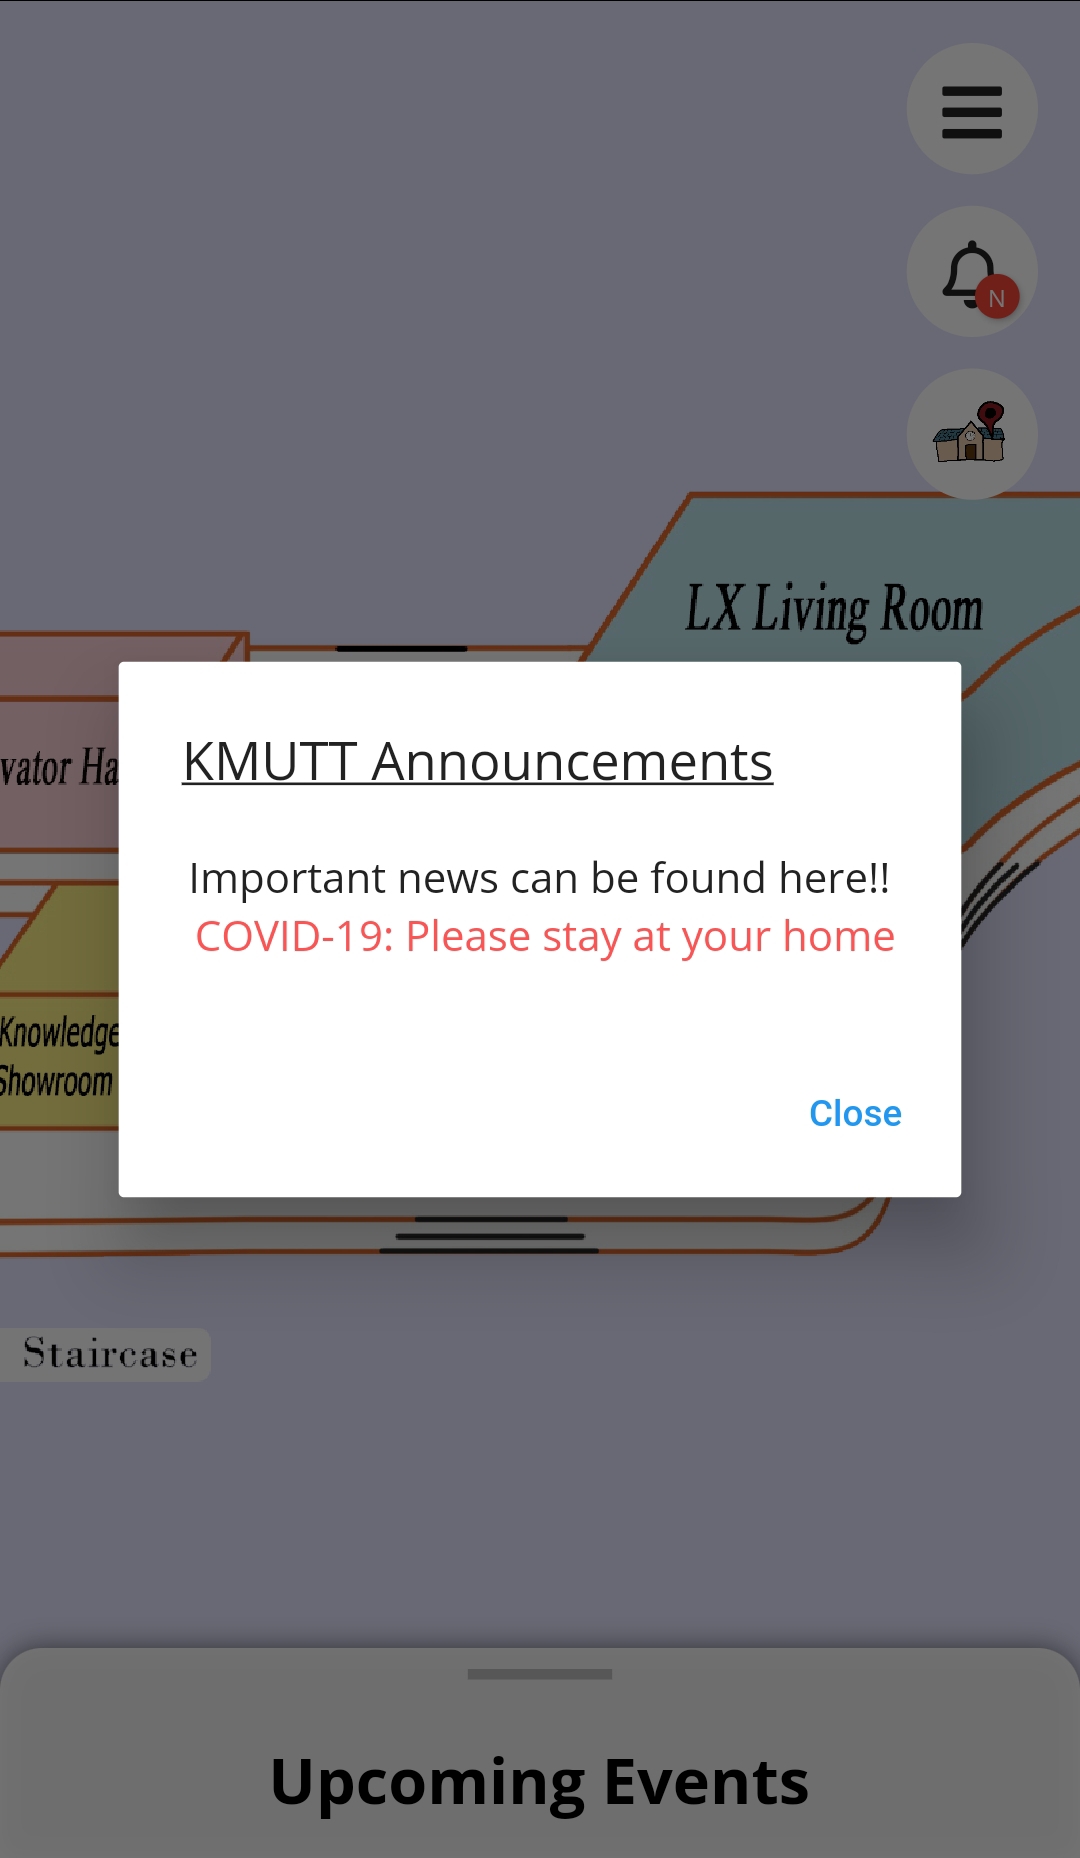 N
LX Living Room
vator Ha
KMUTT Announcements
Important news can be found here!!
COVID-19: Please stay at your home
Knowledge
Showroom
Close
Staircase
Upcoming Events